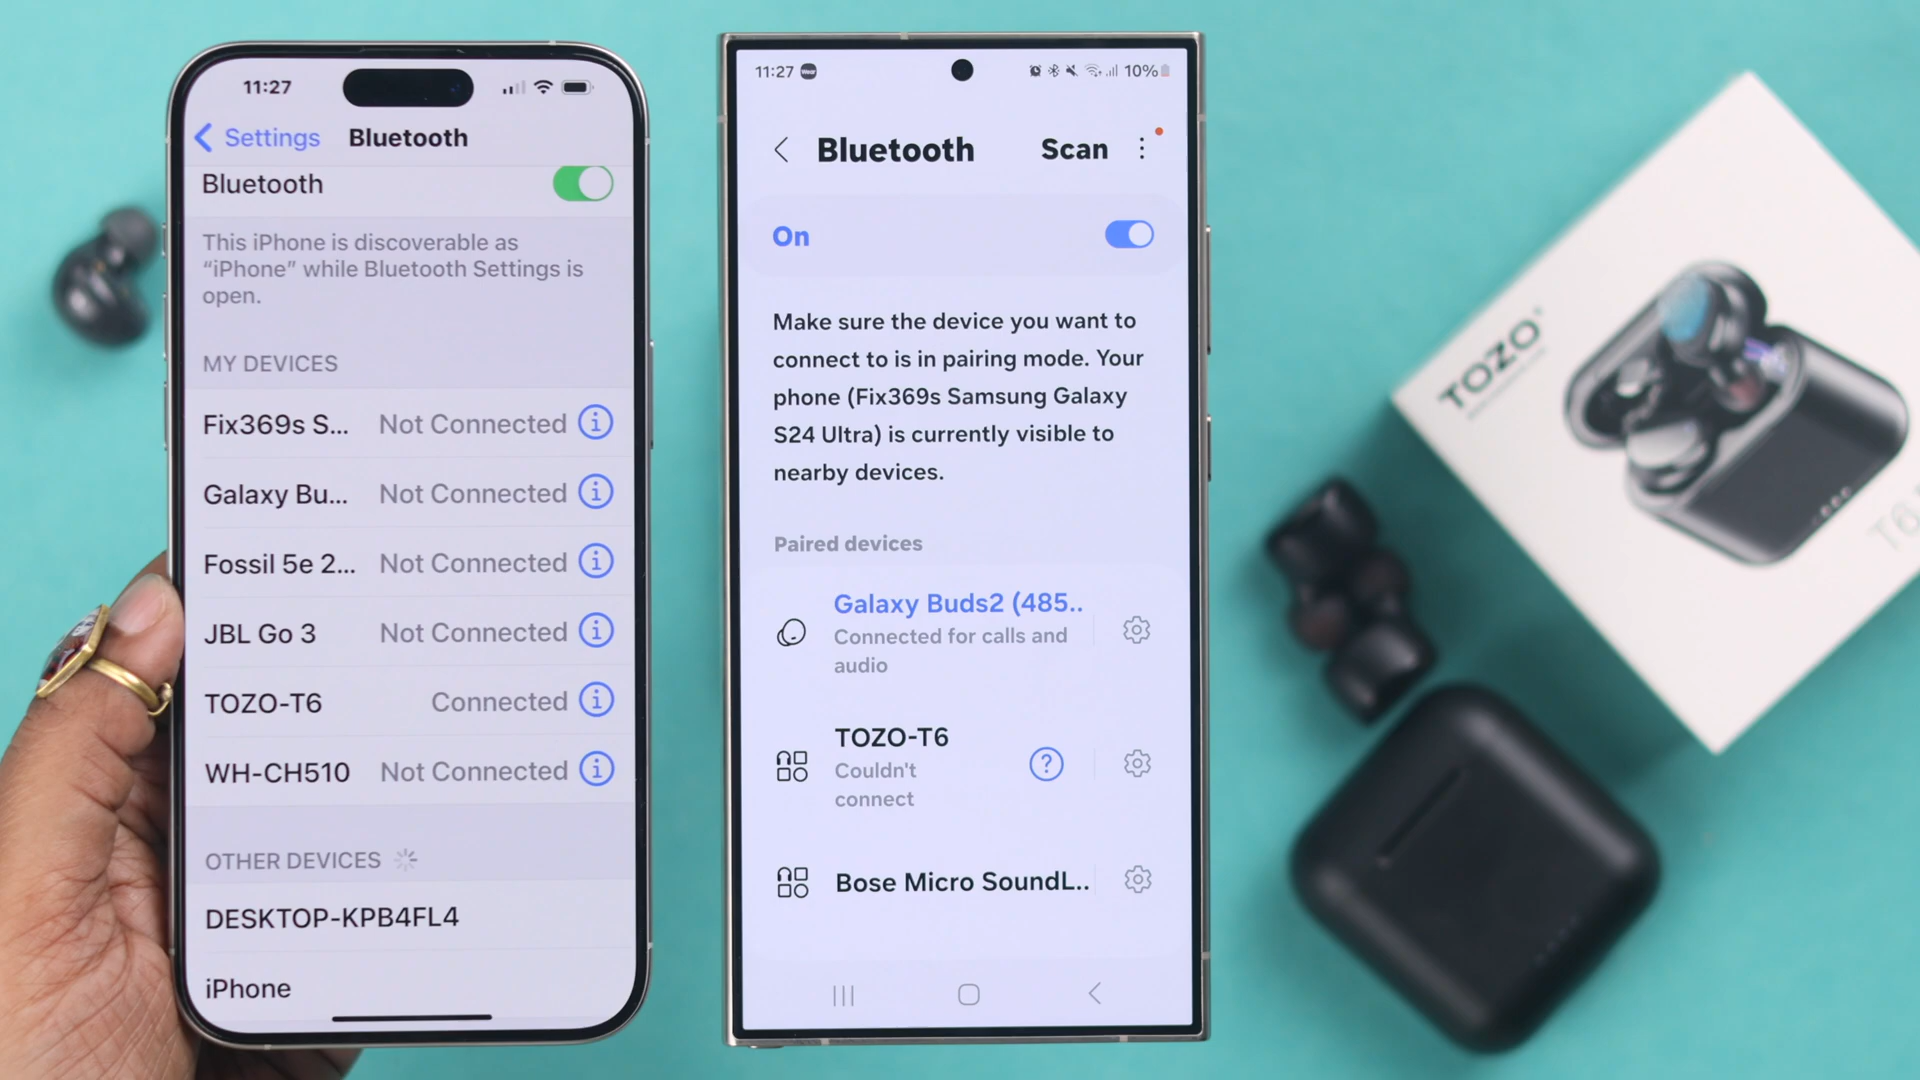 11:27
Settings
Bluetooth
Bluetooth
This iPhone is discoverable as
“iPhone” while Bluetooth Settings is
open.
MY DEVICES
Fix369s S... Not Connected
Galaxy Bu... Not Connected
Fossil 5e 2... Not Connected
JBL Go 3 Not Connected
TOZO-T6 Connected
WH-CH510 Not Connected
OTHER DEVICES
DESKTOP-KPB4FL4
iPhone
11:27
Wear
10%
Bluetooth
Scan
On
Make sure the device you want to
connect to is in pairing mode. Your
phone (Fix369s Samsung Galaxy
S24 Ultra) is currently visible to
nearby devices.
Paired devices
Galaxy Buds2 (485..
Connected for calls and
audio
TOZO-T6
Couldn't
connect
?
Bose Micro SoundL..
TOZO
T6